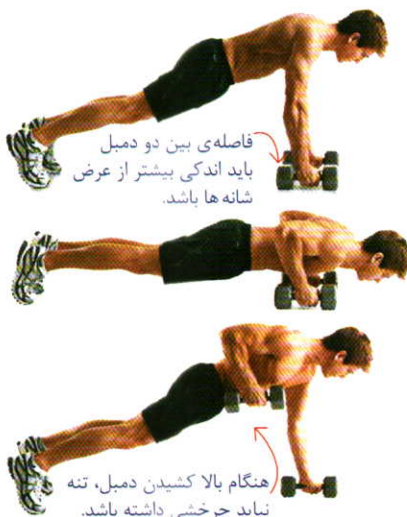 فاصله‌ی بین دو دمبل
باید اندکی بیشتر از عرض
شانه ها باشد.
هنگام بالا کشیدن دمبل، تنه
نباید چرخشی داشته باشد.